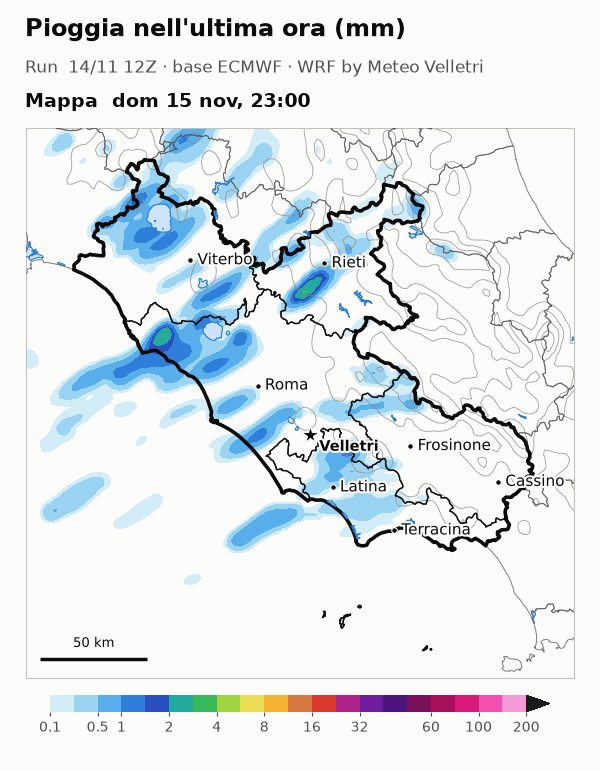 Pioggia nell'ultima ora (mm)
Run  14/11 12Z · base ECMWF · WRF by Meteo Velletri
Mappa  dom 15 nov, 23:00
Viterbo
Rieti
Roma
Velletri
Frosinone
Latina
Cassino
Terracina
50 km
0.1 0.5 1 2 4 8 16 32 60 100 200